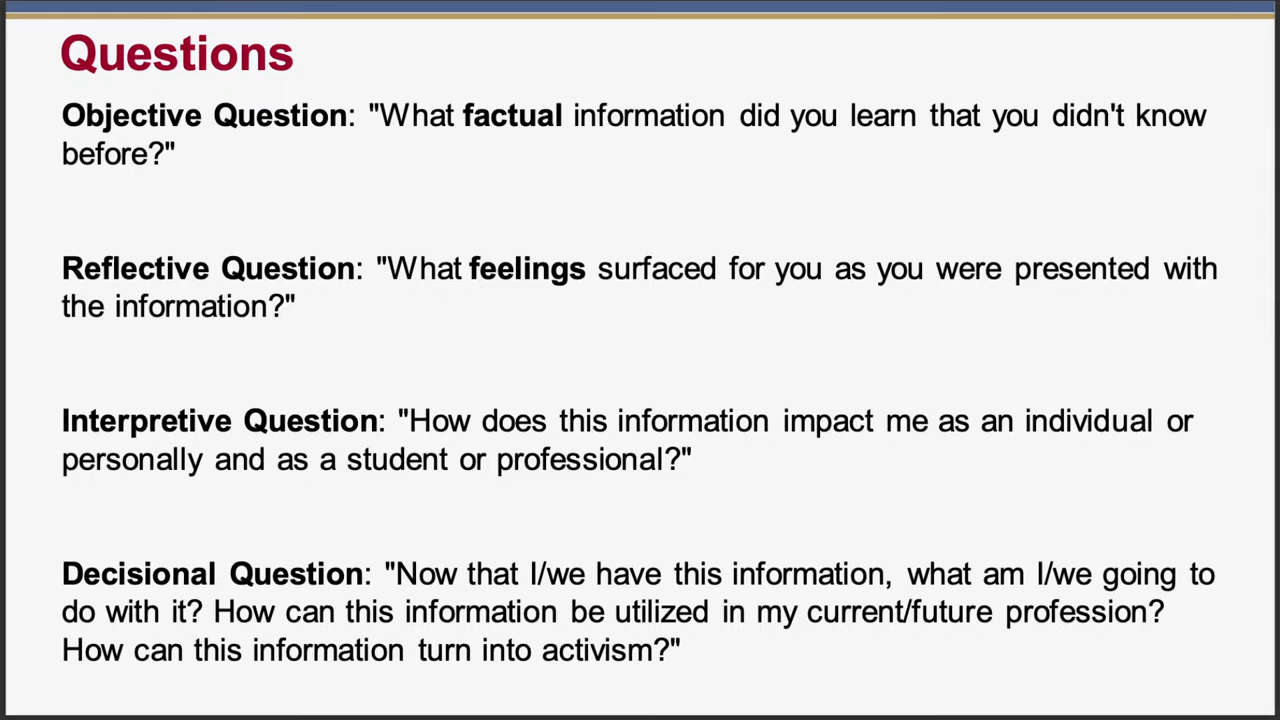 Questions
Objective Question: "What factual information did you learn that you didn't know
before?"
Reflective Question: "What feelings surfaced for you as you were presented with
the information?"
Interpretive Question: "How does this information impact me as an individual or
personally and as a student or professional?"
Decisional Question: "Now that I/we have this information, what am I/we going to
do with it? How can this information be utilized in my current/future profession?
How can this information turn into activism?"